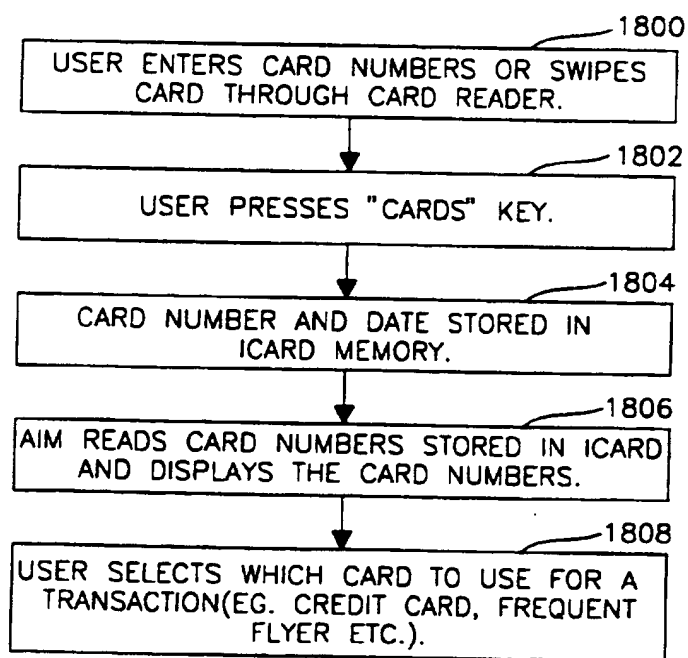 1800
USER ENTERS CARD NUMBERS OR SWIPES
CARD THROUGH CARD READER.
1802
USER PRESSES "CARDS" KEY.
1804
CARD NUMBER AND DATE STORED IN
ICARD MEMORY.
1806
AIM READS CARD NUMBERS STORED IN ICARD
AND DISPLAYS THE CARD NUMBERS.
1808
USER SELECTS WHICH CARD TO USE FOR A
TRANSACTION(EG. CREDIT CARD, FREQUENT
FLYER ETC.).